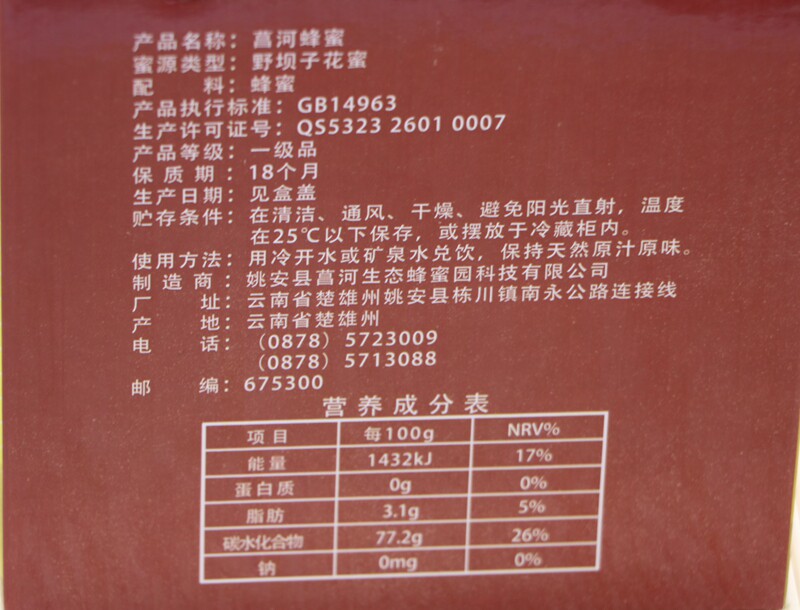 产品名称：菖河蜂蜜
蜜源类型：野坝子花蜜
配 料：蜂蜜
产品执行标准：GB14963
生产许可证号：QS5323 2601 0007
产品等级：一级品
保质期：18个月
生产日期：见盒盖
贮存条件：在清洁、通风、干燥、避免阳光直射，温度
在25℃以下保存，或摆放于冷藏柜内。
使用方法：用冷开水或矿泉水兑饮，保持天然原汁原味。
制造商：姚安县菖河生态蜂蜜园科技有限公司
厂 址：云南省楚雄州姚安县栋川镇南永公路连接线
产 地：云南省楚雄州
电 话：（0878）5723009
（0878）5713088
邮 编：675300
营养成分表
项目 每100g NRV%
能量 1432kJ 17%
蛋白质 0g 0%
脂肪 3.1g 5%
碳水化合物 77.2g 26%
钠 0mg 0%